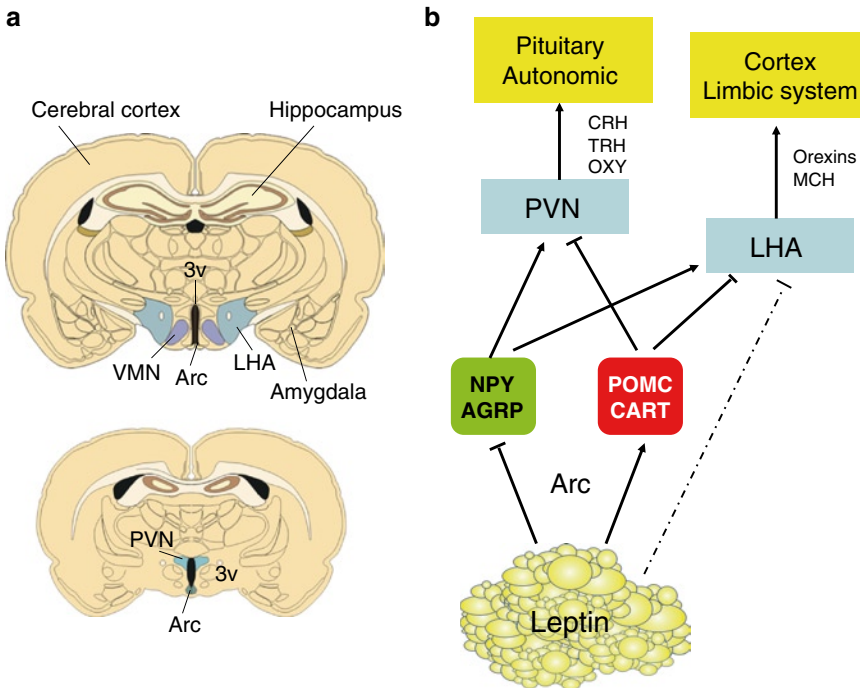 a
Cerebral cortex
Hippocampus
3v
VMN
Arc
LHA
Amygdala
PVN
3v
Arc
b
Pituitary
Autonomic
Cortex
Limbic system
CRH
TRH
OXY
Orexins
MCH
PVN
LHA
NPY
AGRP
POMC
CART
Arc
Leptin